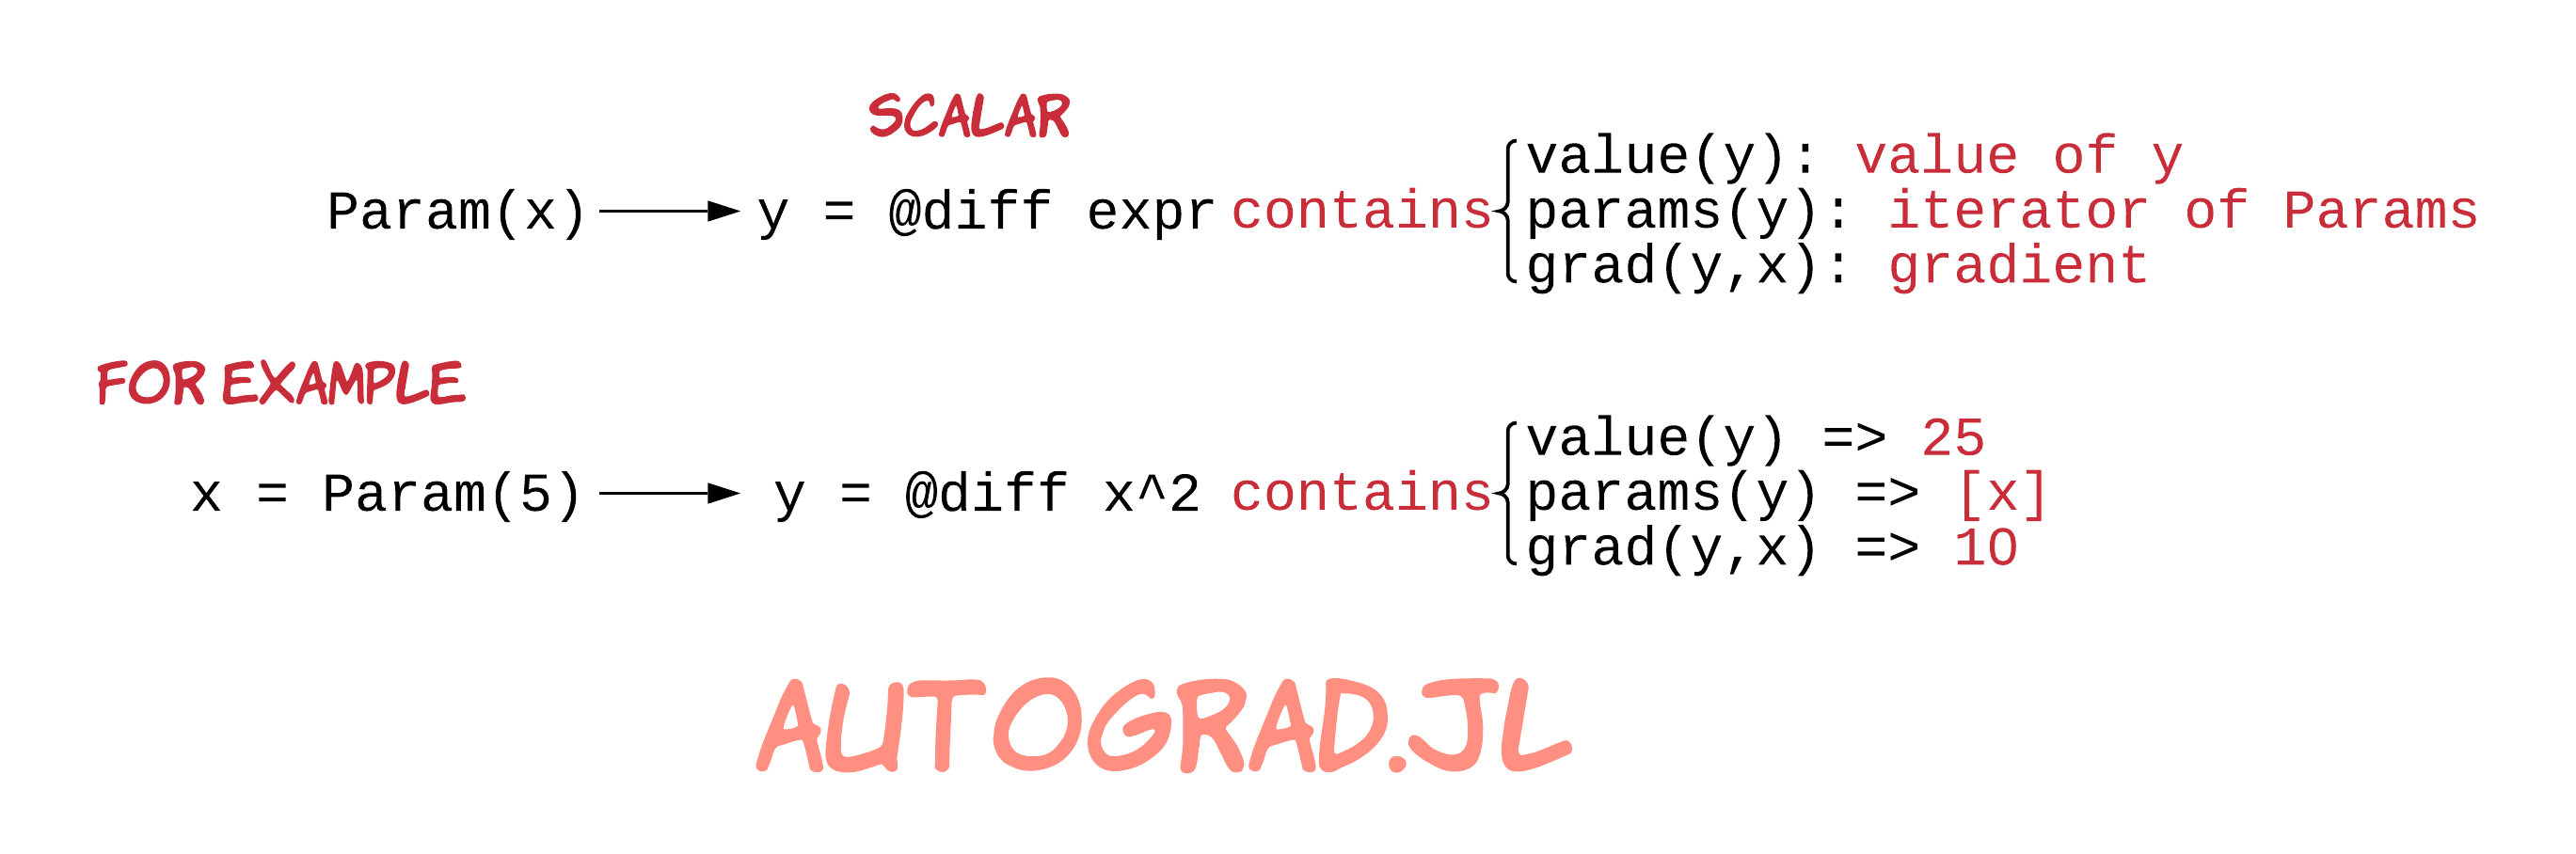 SCALAR
Param(x) y = @diff expr contains
value(y): value of y
params(y): iterator of Params
grad(y,x): gradient
FOR EXAMPLE
x = Param(5) y = @diff x^2 contains
value(y) => 25
params(y) => [x]
grad(y,x) => 10
AUTOGRAD.JL